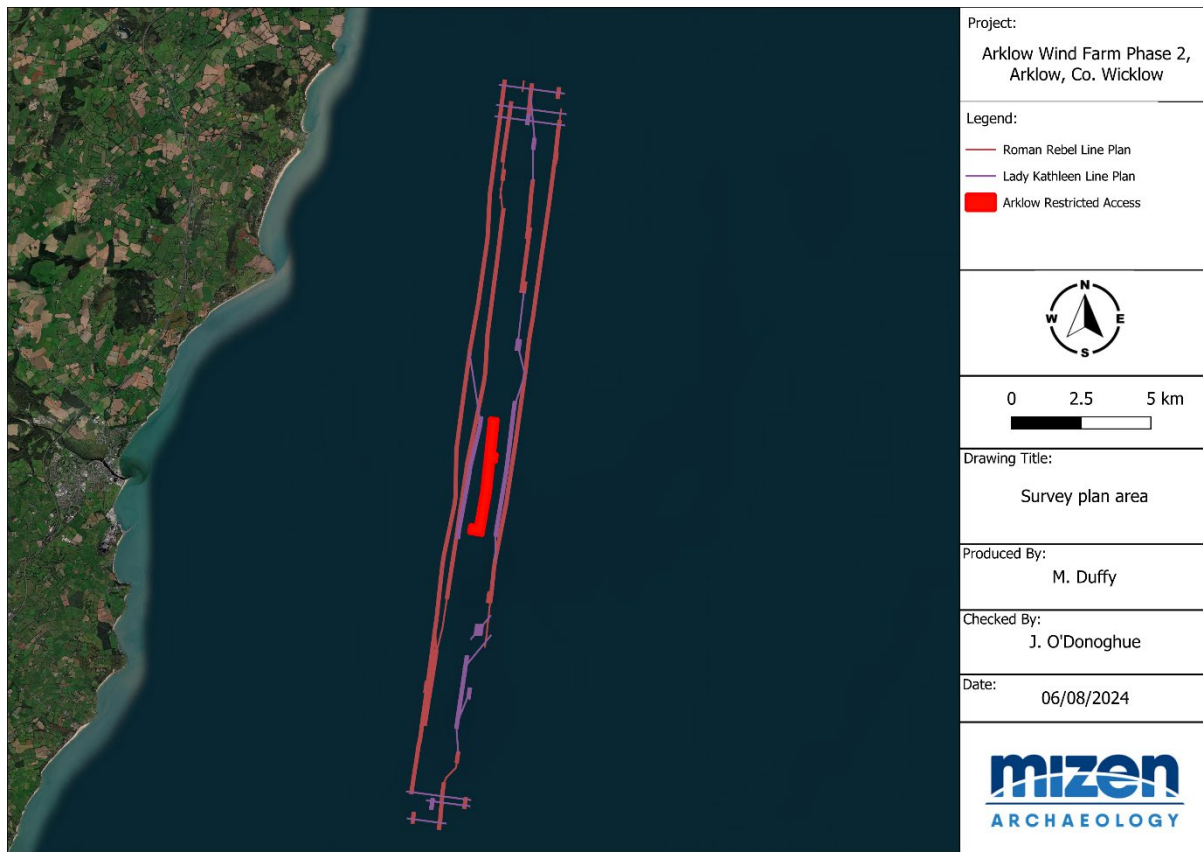 Project:
Arklow Wind Farm Phase 2,
Arklow, Co. Wicklow
Legend:
Roman Rebel Line Plan
Lady Kathleen Line Plan
Arklow Restricted Access
N
W E
S
0 2.5 5 km
Drawing Title:
Survey plan area
Produced By:
M. Duffy
Checked By:
J. O'Donoghue
Date:
06/08/2024
mizen
ARCHAEOLOGY